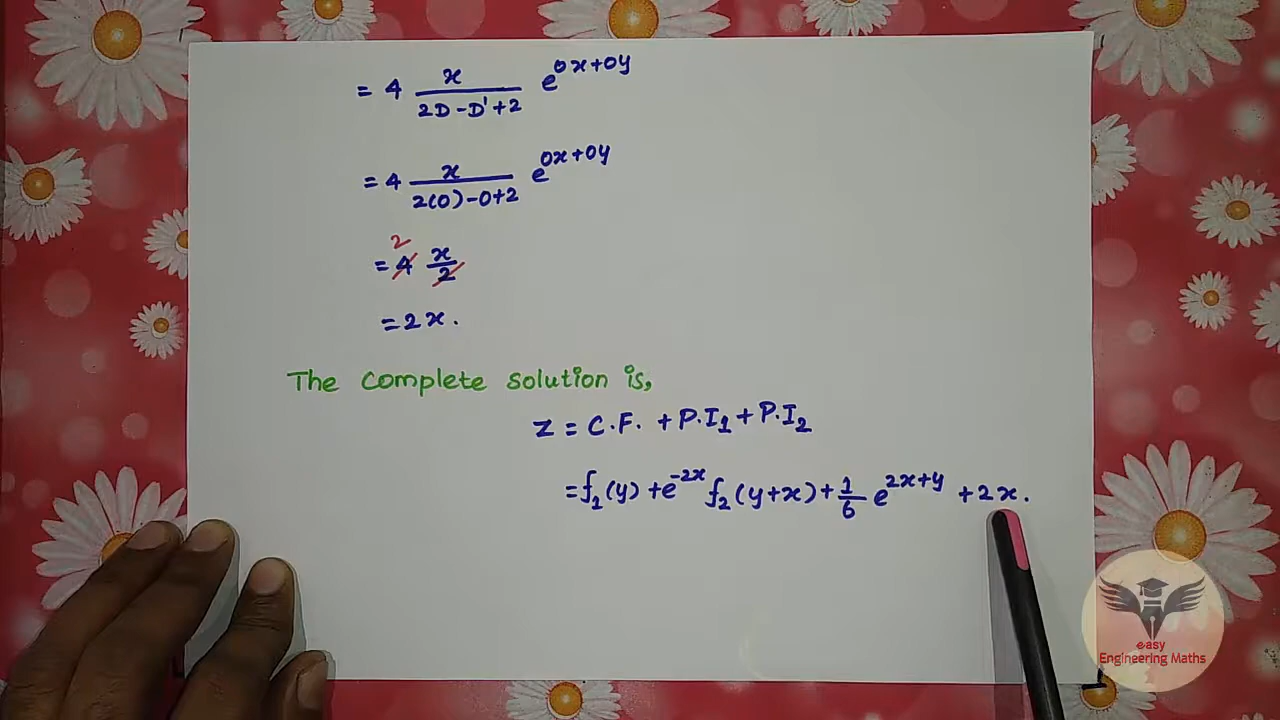 = 4 x/(2D-D'+2) e^(0x+0y)
= 4 x/(2(0)-0+2) e^(0x+0y)
2
= 4 x/2
= 2x.
The complete solution is,
Z = C.F. + P.I1 + P.I2
= f2(y) + e^(-2x) f2(y+x) + 1/6 e^(2x+y) + 2x.
easy
Engineering Maths